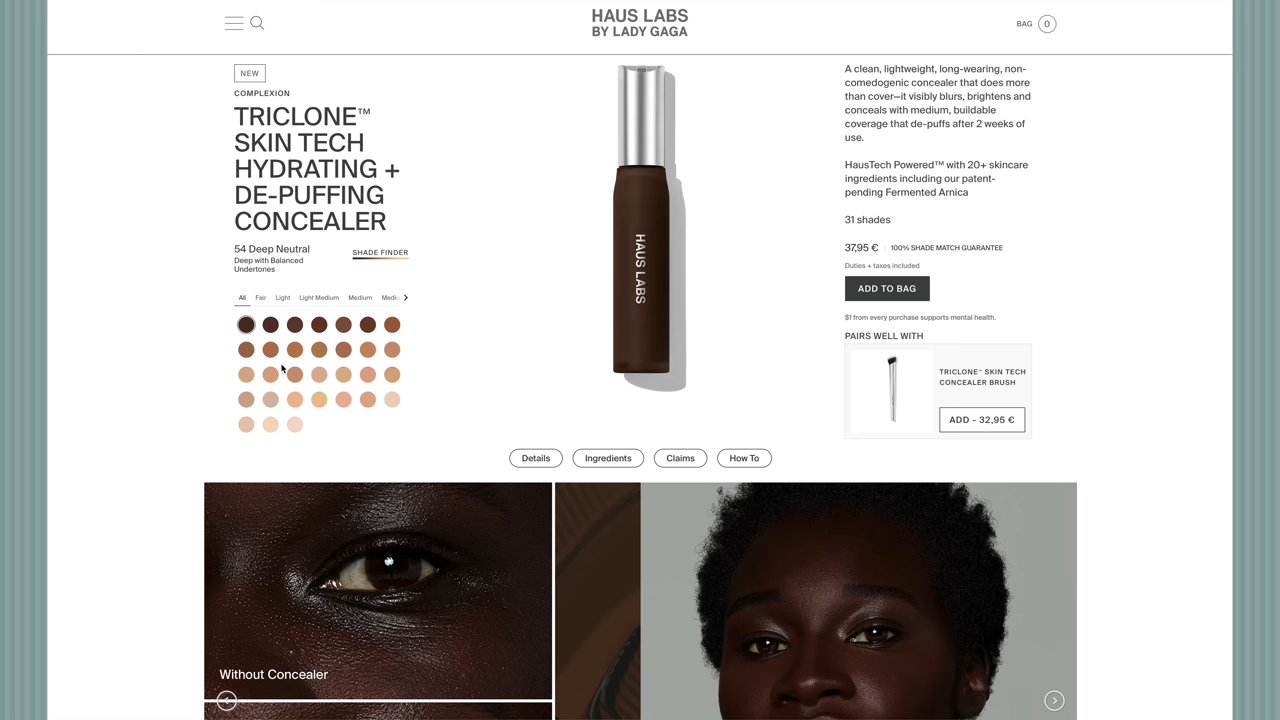 HAUS LABS
BY LADY GAGA
BAG
0
NEW
COMPLEXION
TRICLONE™
SKIN TECH
HYDRATING +
DE-PUFFING
CONCEALER
54 Deep Neutral
Deep with Balanced
Undertones
SHADE FINDER
All Fair Light Light Medium Medium Medi...
HAUS LABS
A clean, lightweight, long-wearing, non-
comedogenic concealer that does more
than cover—it visibly blurs, brightens and
conceals with medium, buildable
coverage that de-puffs after 2 weeks of
use.
HausTech Powered™ with 20+ skincare
ingredients including our patent-
pending Fermented Arnica
31 shades
37,95 € | 100% SHADE MATCH GUARANTEE
Duties + taxes included
ADD TO BAG
$1 from every purchase supports mental health.
PAIRS WELL WITH
TRICLONE™ SKIN TECH
CONCEALER BRUSH
ADD - 32,95 €
Details Ingredients Claims How To
Without Concealer